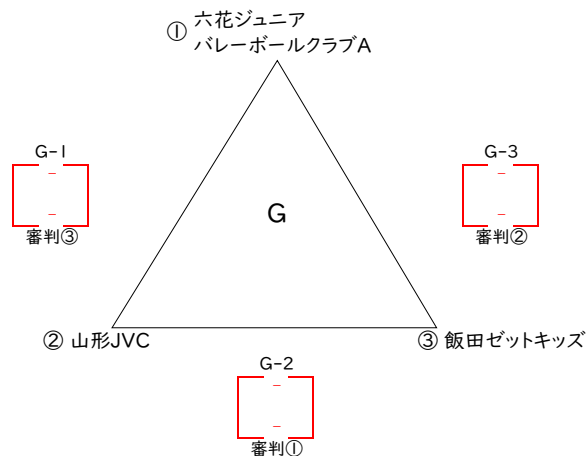 ① 六花ジュニア
バレーボールクラブA
G-1
G-3
G
審判③
審判②
② 山形JVC
③ 飯田ゼットキッズ
G-2
審判①